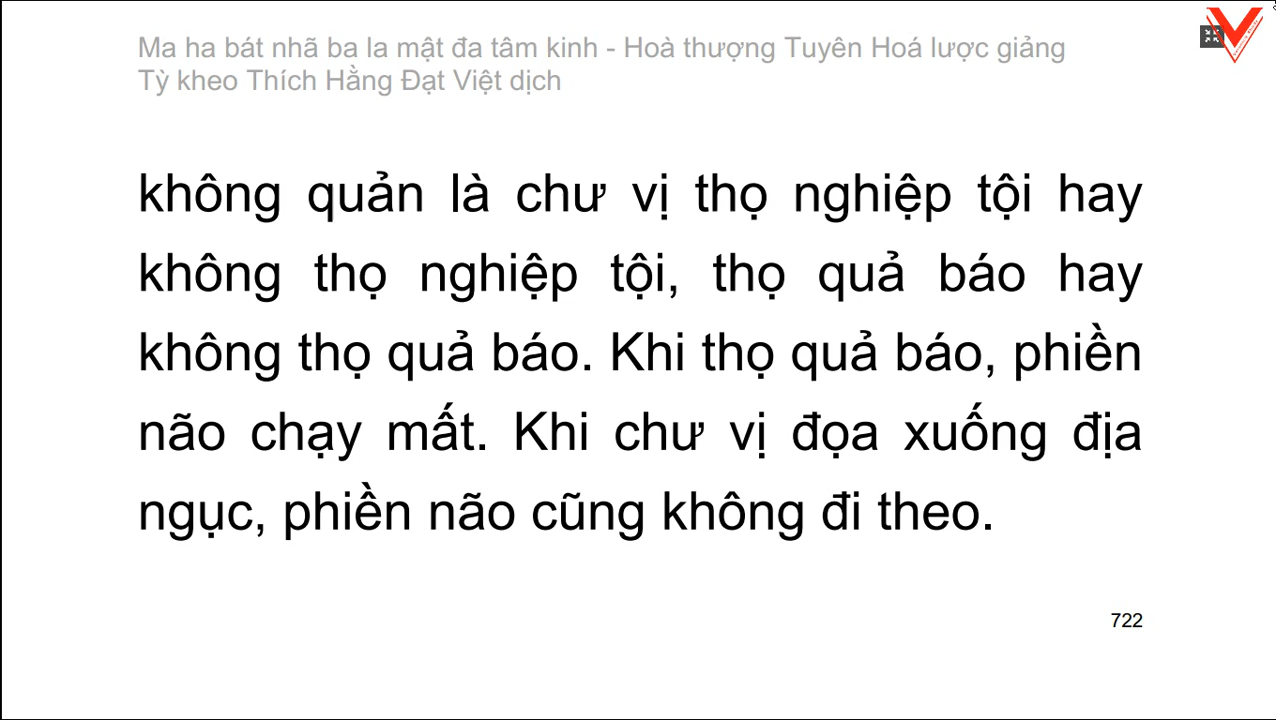 Ma ha bát nhã ba la mật đa tâm kinh - Hoà thượng Tuyên Hoá lược giảng
Tỳ kheo Thích Hằng Đạt Việt dịch
không quản là chư vị thọ nghiệp tội hay
không thọ nghiệp tội, thọ quả báo hay
không thọ quả báo. Khi thọ quả báo, phiền
não chạy mất. Khi chư vị đọa xuống địa
ngục, phiền não cũng không đi theo.
722